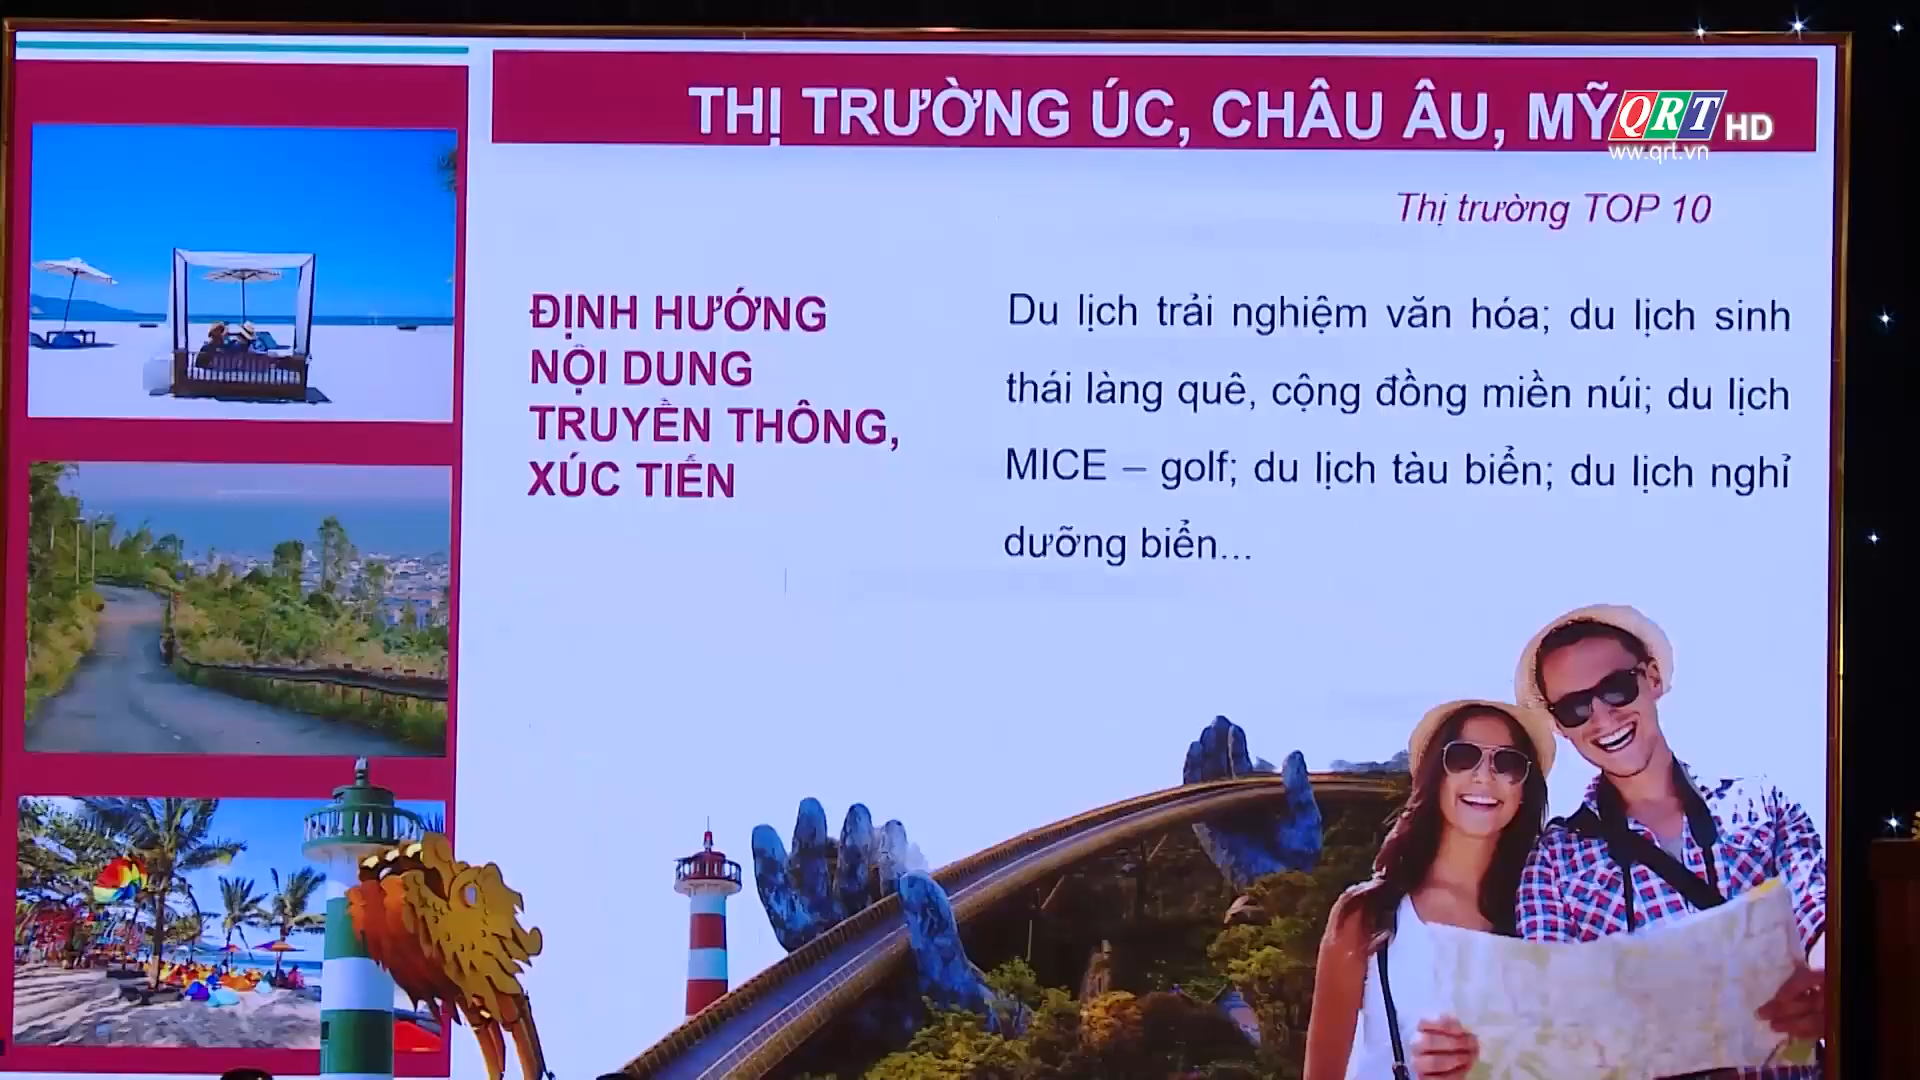 THỊ TRƯỜNG ÚC, CHÂU ÂU, MỸ
QRT HD
ww.qrt.vn
Thị trường TOP 10
ĐỊNH HƯỚNG
NỘI DUNG
TRUYỀN THÔNG,
XÚC TIẾN
Du lịch trải nghiệm văn hóa; du lịch sinh
thái làng quê, cộng đồng miền núi; du lịch
MICE – golf; du lịch tàu biển; du lịch nghỉ
dưỡng biển...